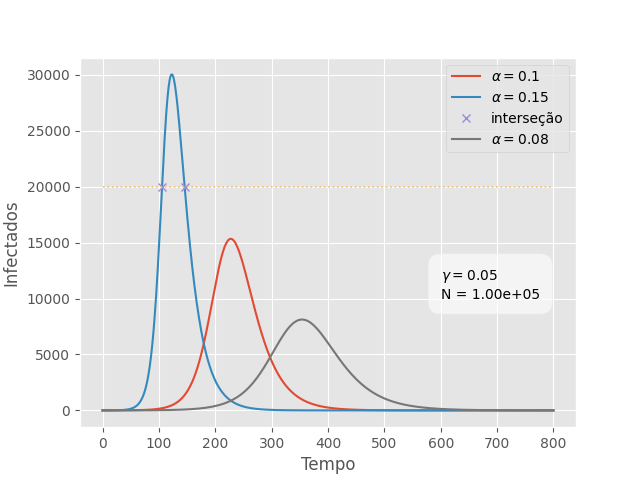 30000
25000
20000
15000
10000
5000
0
Infectados
α = 0.1
α = 0.15
interseção
α = 0.08
γ = 0.05
N = 1.00e+05
0 100 200 300 400 500 600 700 800
Tempo